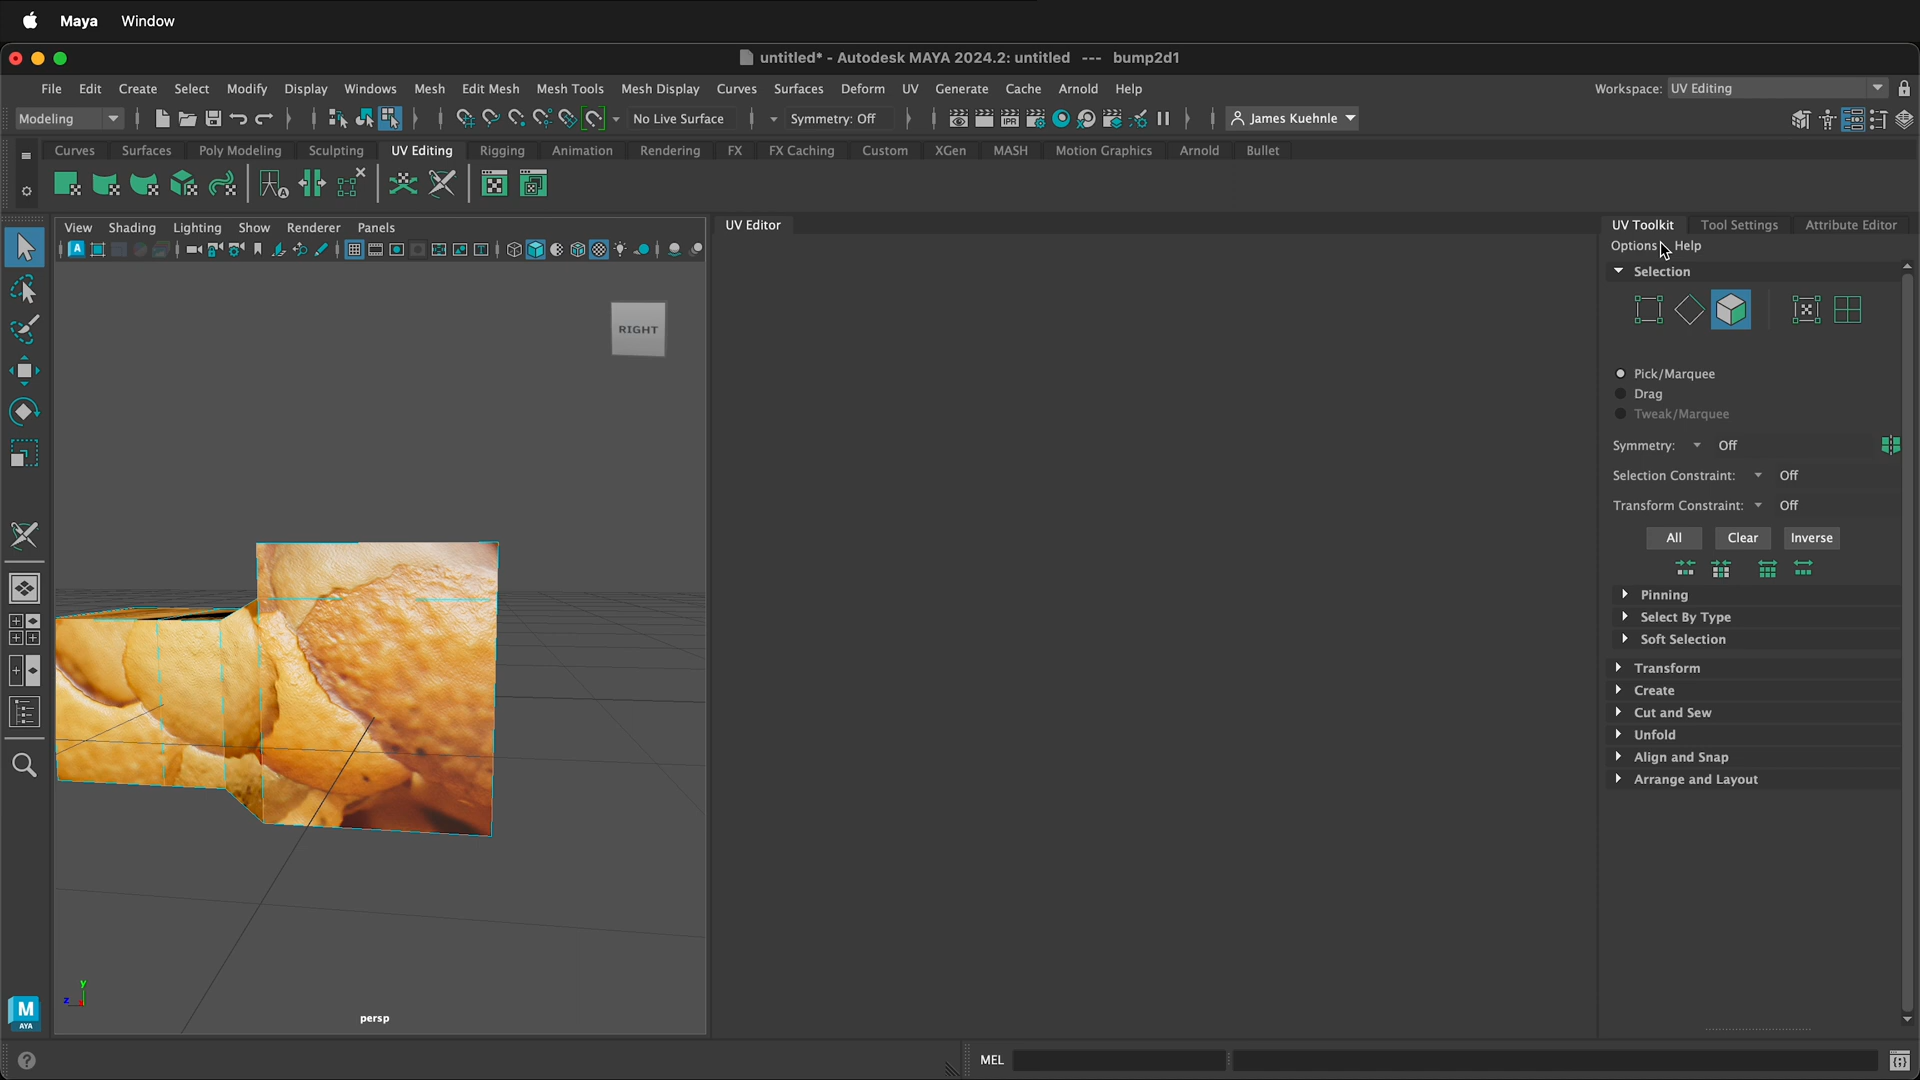 Maya Window
untitled* - Autodesk MAYA 2024.2: untitled --- bump2d1
File Edit Create Select Modify Display Windows Mesh Edit Mesh Mesh Tools Mesh Display Curves Surfaces Deform UV Generate Cache Arnold Help Workspace: UV Editing
Modeling No Live Surface Symmetry: Off IPR James Kuehnle
Curves Surfaces Poly Modeling Sculpting UV Editing Rigging Animation Rendering FX FX Caching Custom XGen MASH Motion Graphics Arnold Bullet
View Shading Lighting Show Renderer Panels
UV Editor
UV Toolkit Tool Settings Attribute Editor
Options Help
Selection
RIGHT
Pick/Marquee
Drag
Tweak/Marquee
Symmetry: Off
Selection Constraint: Off
Transform Constraint: Off
All Clear Inverse
Pinning
Select By Type
Soft Selection
Transform
Create
Cut and Sew
Unfold
Align and Snap
Arrange and Layout
y
z
persp
M
AYA
MEL